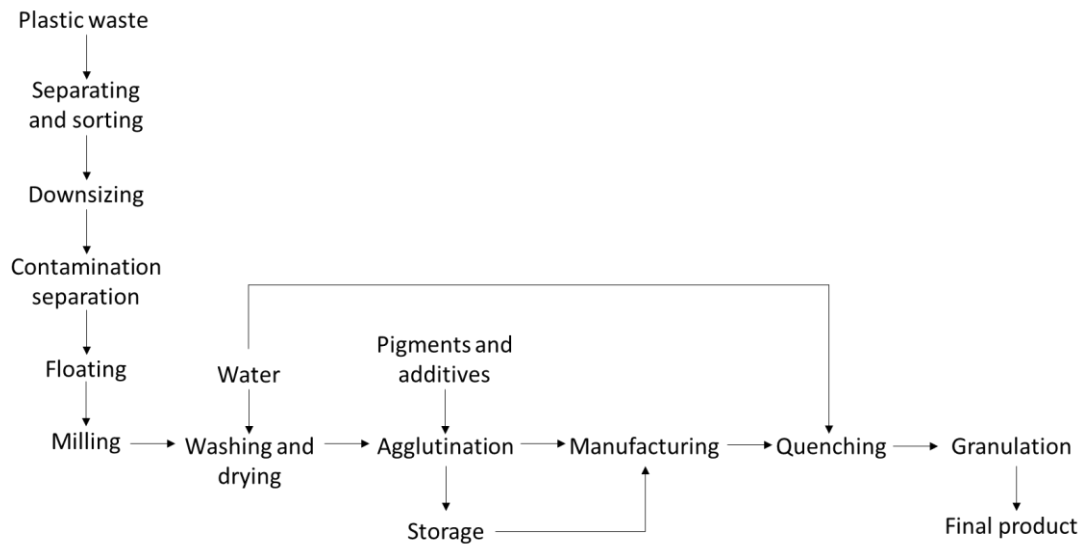 Plastic waste
Separating
and sorting
Downsizing
Contamination
separation
Floating
Water
Pigments and
additives
Milling
Washing and
drying
Agglutination
Manufacturing
Quenching
Granulation
Storage
Final product